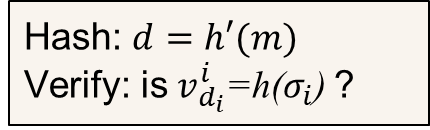 Hash: d = h′(m)
Verify: is v^i_{d_i}=h(σ_i) ?